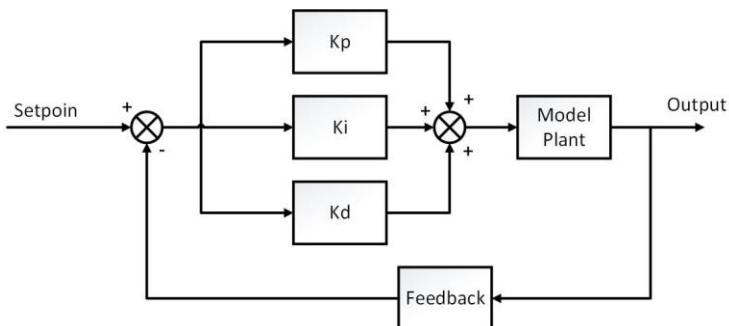 Setpoin
+
-
Kp
Ki
Kd
+
+
+
Model
Plant
Output
Feedback